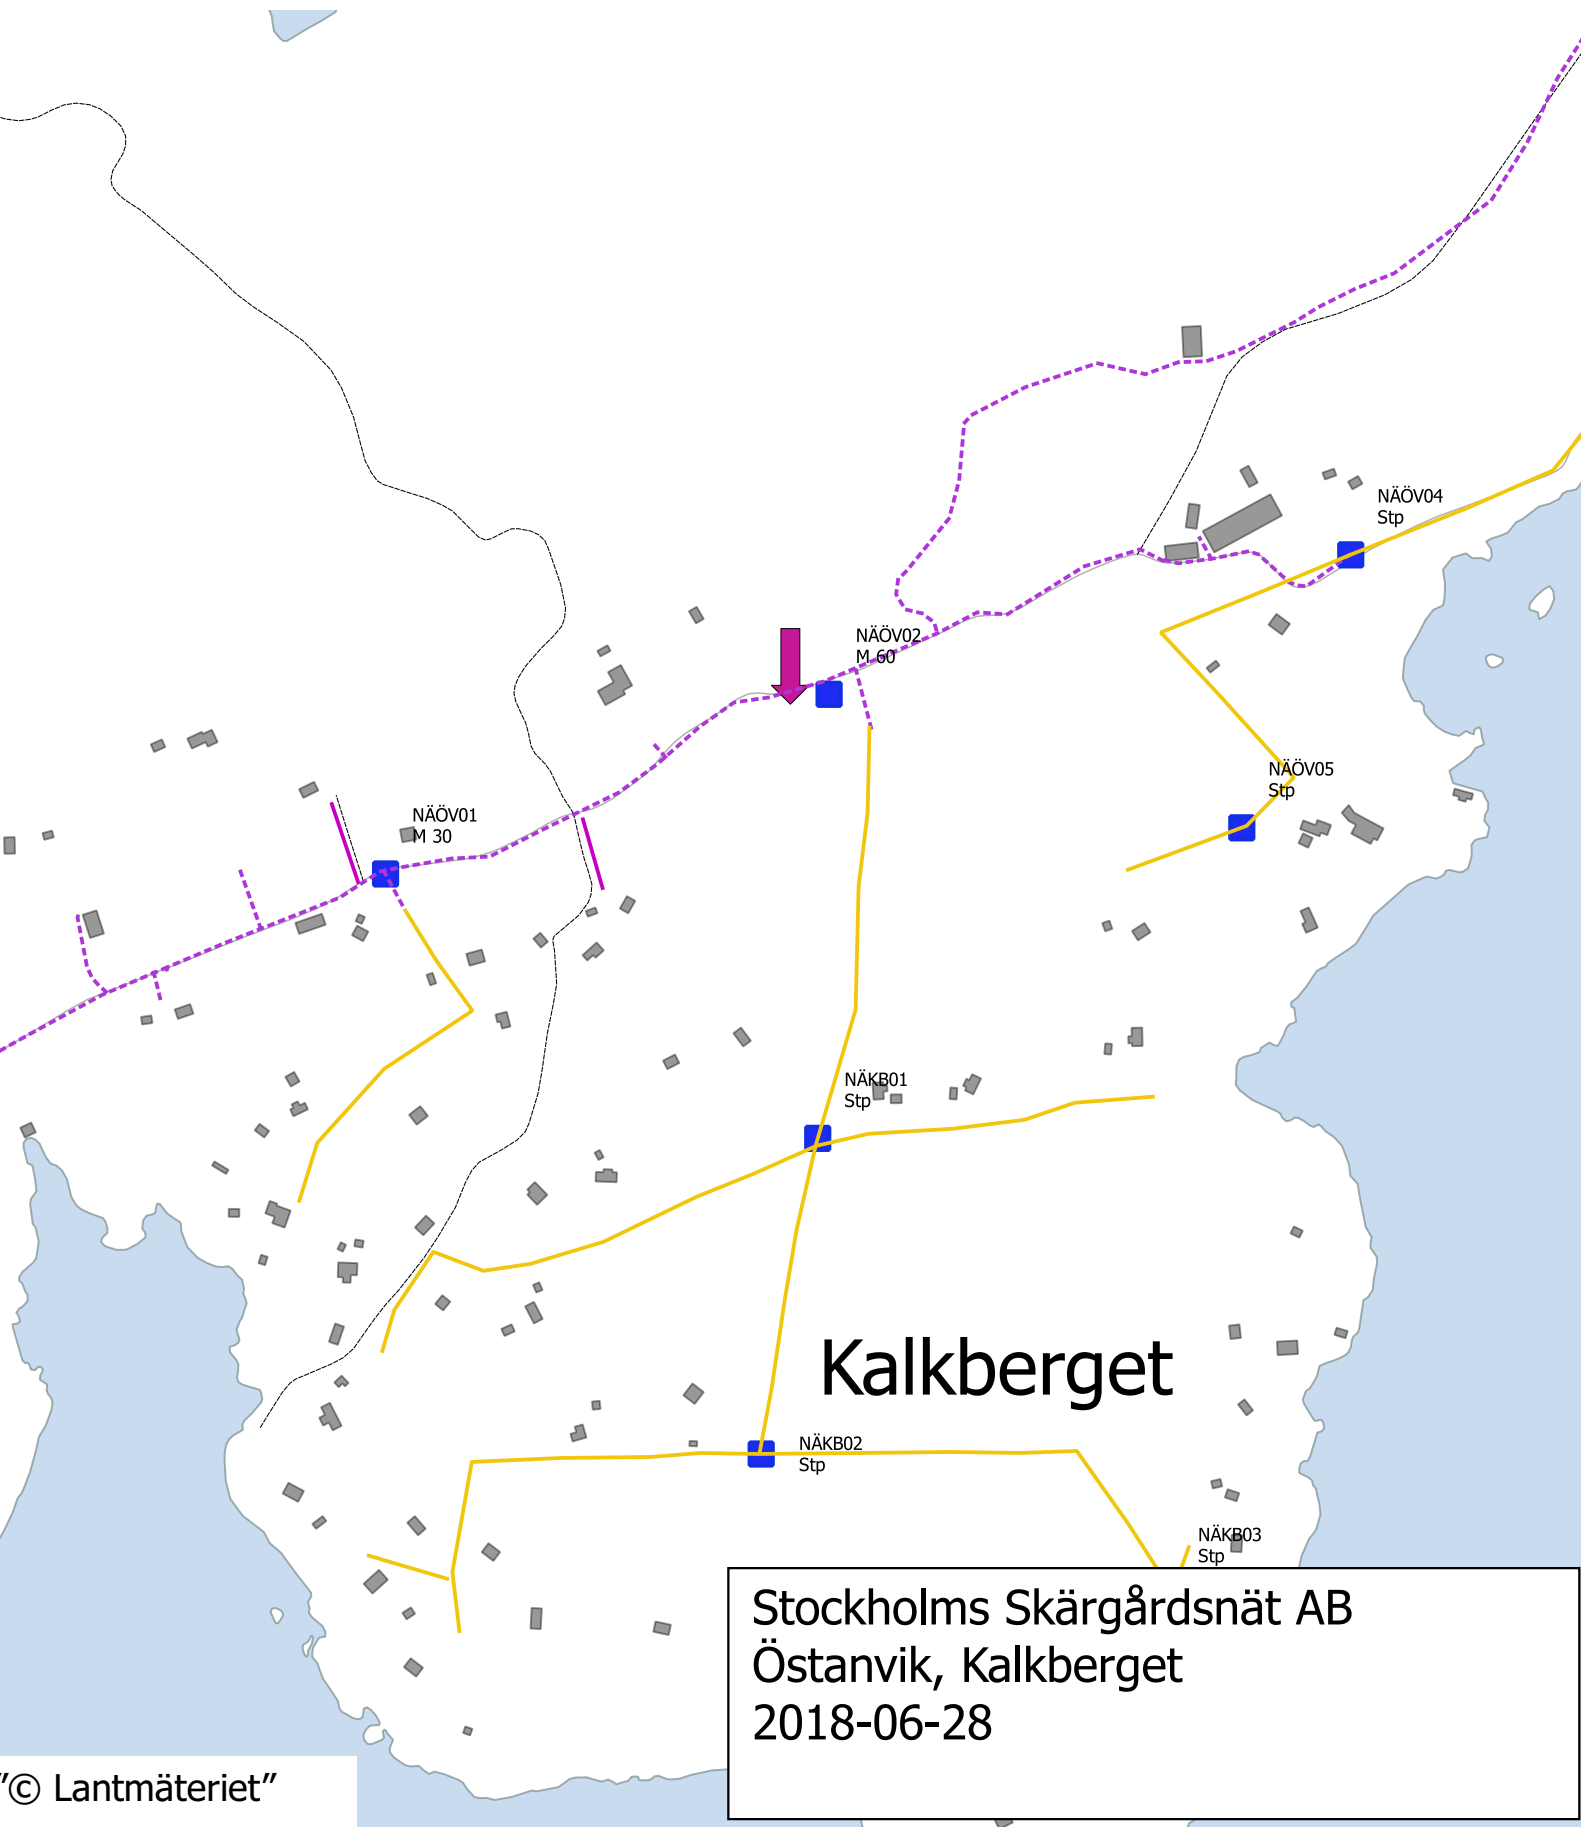 NÄÖV04
Stp
NÄÖV02
M 60
NÄÖV05
Stp
NÄÖV01
M 30
NÄKB01
Stp
Kalkberget
NÄKB02
Stp
NÄKB03
Stp
Stockholms Skärgårdsnät AB
Östanvik, Kalkberget
2018-06-28
"© Lantmäteriet”